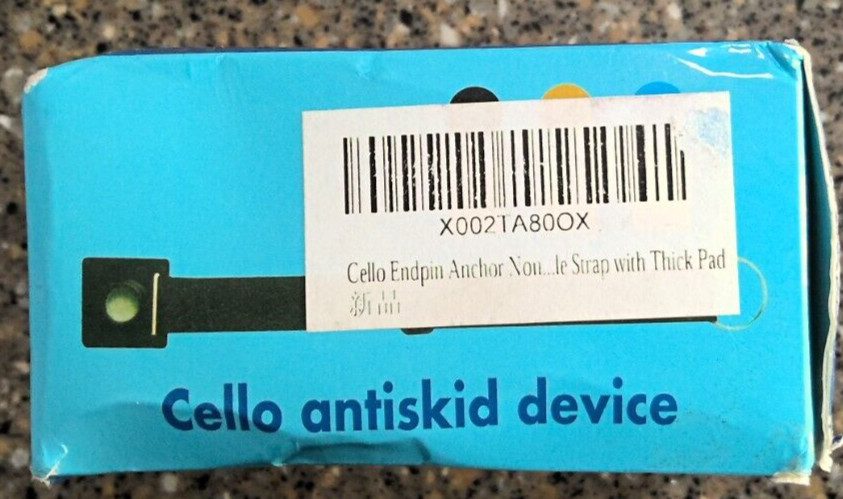 X002TA80OX
Cello Endpin Anchor Non...le Strap with Thick Pad
新品
Cello antiskid device